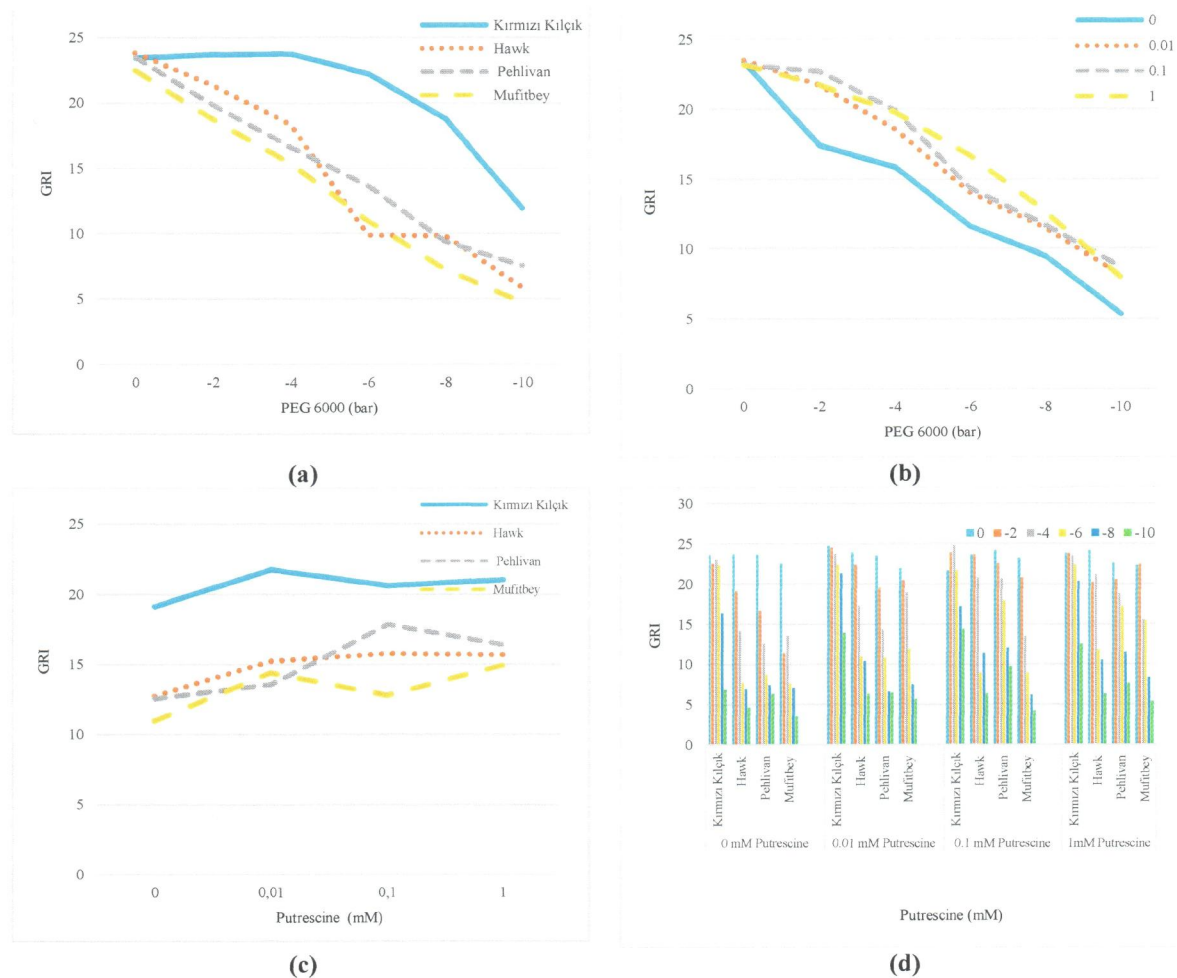 Kırmızı Kılçık
Hawk
Pehlivan
Mufitbey
25
20
15
10
5
0
GRI
0 -2 -4 -6 -8 -10
PEG 6000 (bar)
(a)
0
0.01
0.1
1
25
20
15
10
5
0
GRI
0 -2 -4 -6 -8 -10
PEG 6000 (bar)
(b)
Kırmızı Kılçık
Hawk
Pehlivan
Mufitbey
25
20
15
10
5
0
GRI
0 0,01 0,1 1
Putrescine (mM)
(c)
30
25
20
15
10
5
0
GRI
0 -2 -4 -6 -8 -10
Kırmızı Kılçık Hawk Pehlivan Mufitbey Kırmızı Kılçık Hawk Pehlivan Mufitbey Kırmızı Kılçık Hawk Pehlivan Mufitbey Kırmızı Kılçık Hawk Pehlivan Mufitbey
0 mM Putrescine 0.01 mM Putrescine 0.1 mM Putrescine 1mM Putrescine
Putrescine (mM)
(d)